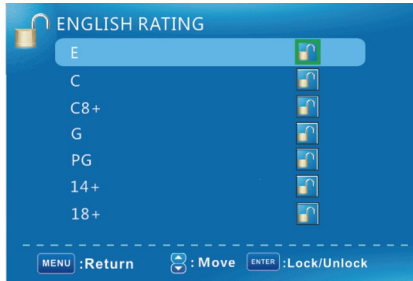 ENGLISH RATING
E
C
C8+
G
PG
14+
18+
MENU :Return : Move ENTER :Lock/Unlock